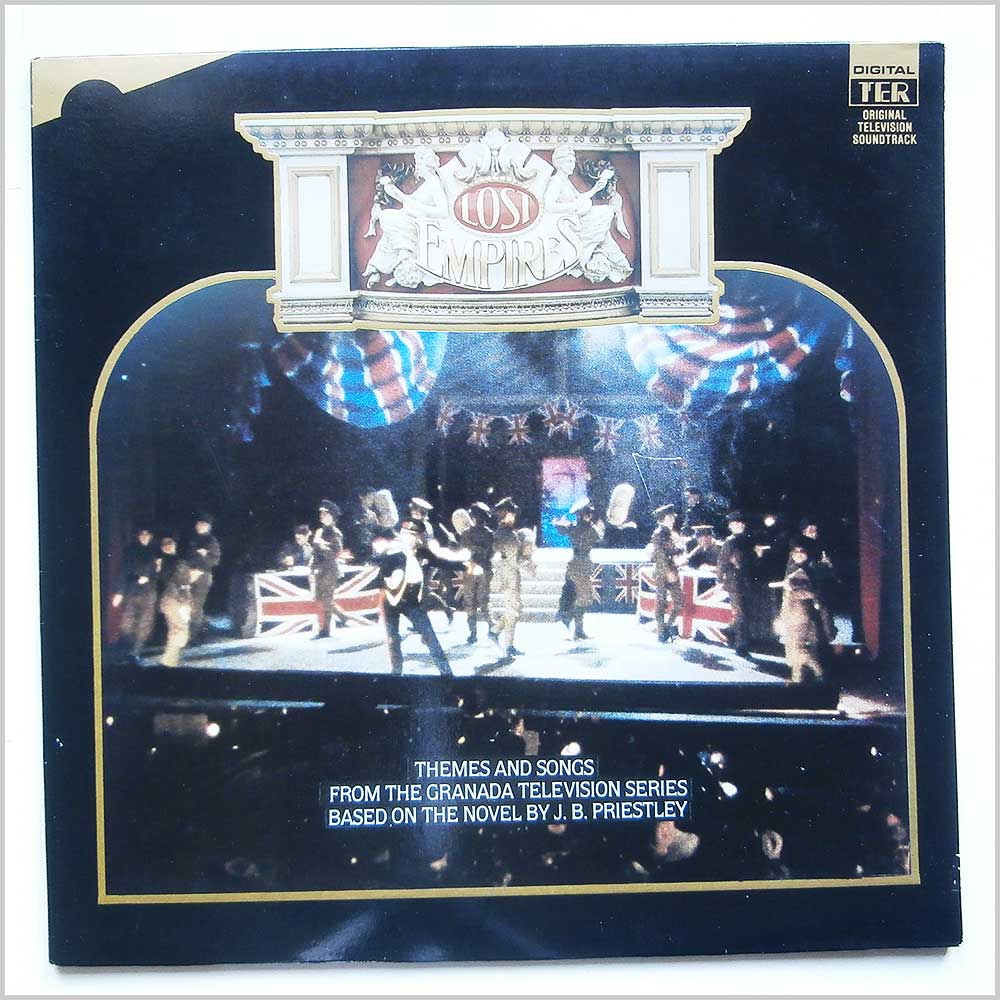 DIGITAL
TER
ORIGINAL
TELEVISION
SOUNDTRACK
LOST
EMPIRES
THEMES AND SONGS
FROM THE GRANADA TELEVISION SERIES
BASED ON THE NOVEL BY J. B. PRIESTLEY